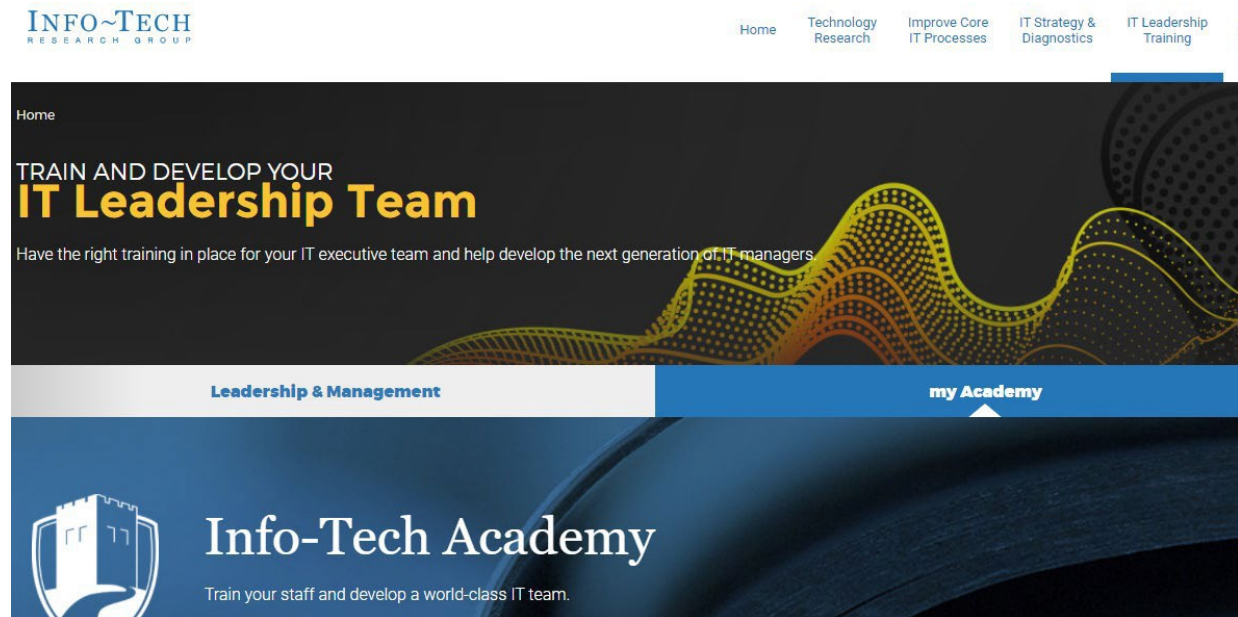 INFO~TECH
RESEARCH GROUP
Home
Technology
Research
Improve Core
IT Processes
IT Strategy &
Diagnostics
IT Leadership
Training
Home
TRAIN AND DEVELOP YOUR
IT Leadership Team
Have the right training in place for your IT executive team and help develop the next generation of IT managers.
Leadership & Management
my Academy
Info-Tech Academy
Train your staff and develop a world-class IT team.